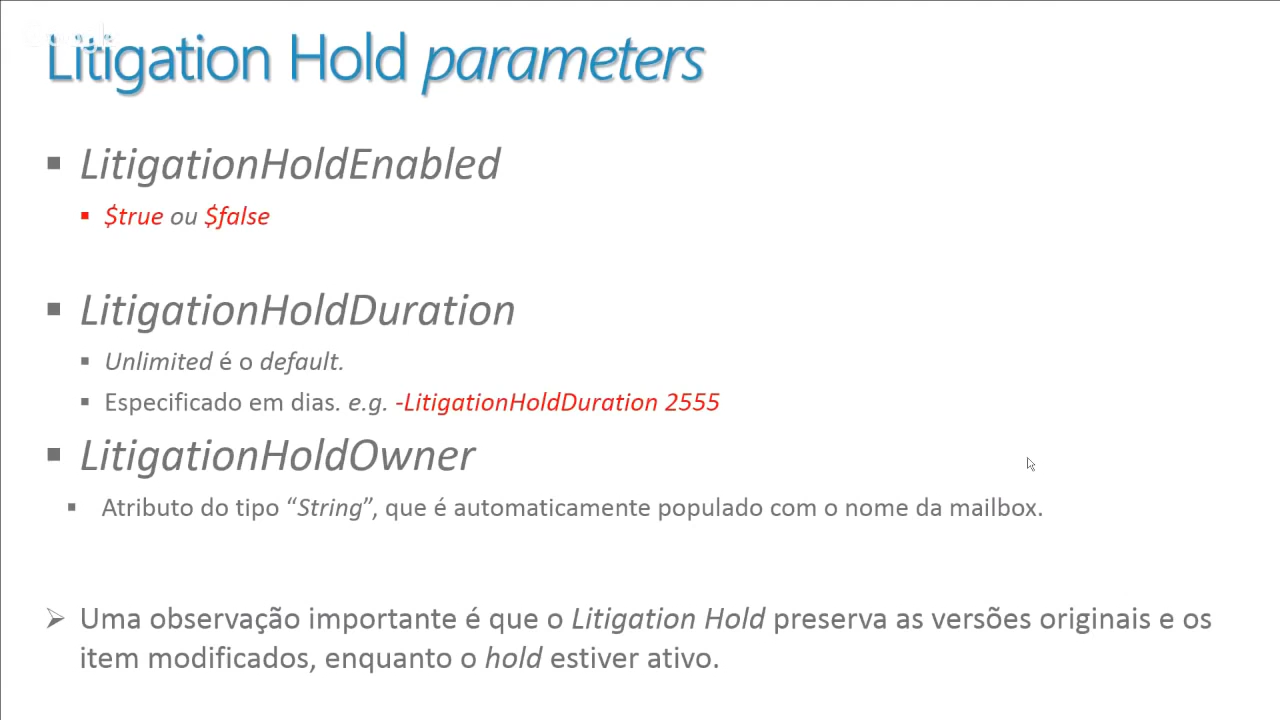 Litigation Hold parameters
▪ LitigationHoldEnabled
▪ $true ou $false
▪ LitigationHoldDuration
▪ Unlimited é o default.
▪ Especificado em dias. e.g. -LitigationHoldDuration 2555
▪ LitigationHoldOwner
▪ Atributo do tipo “String”, que é automaticamente populado com o nome da mailbox.
➢ Uma observação importante é que o Litigation Hold preserva as versões originais e os
item modificados, enquanto o hold estiver ativo.